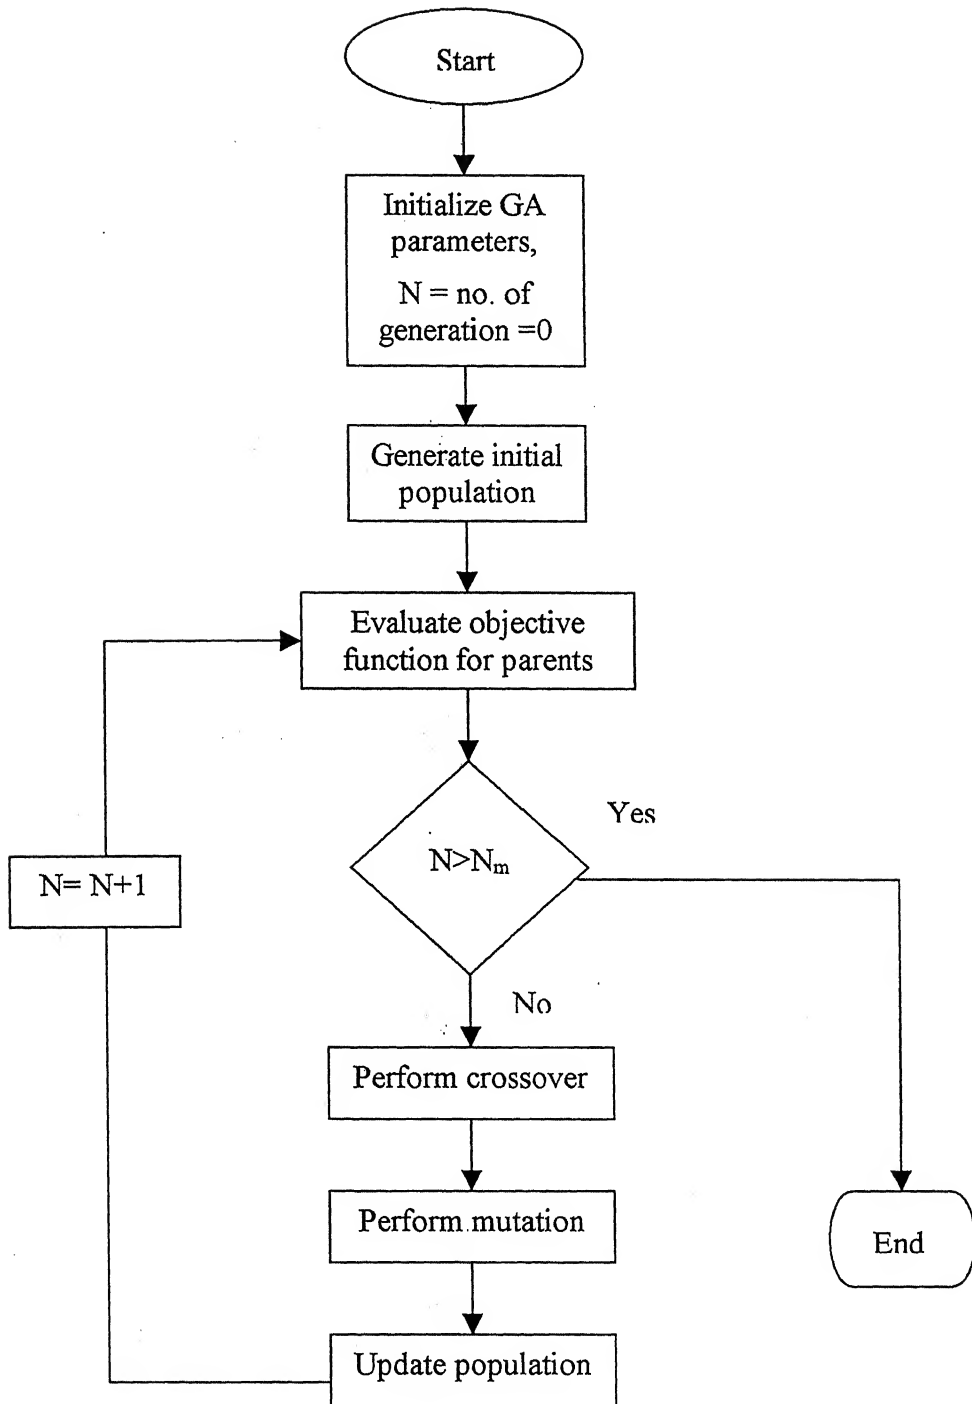 Start
Initialize GA
parameters,
N = no. of
generation =0
Generate initial
population
Evaluate objective
function for parents
Yes
N>Nm
N= N+1
No
Perform crossover
Perform mutation
End
Update population